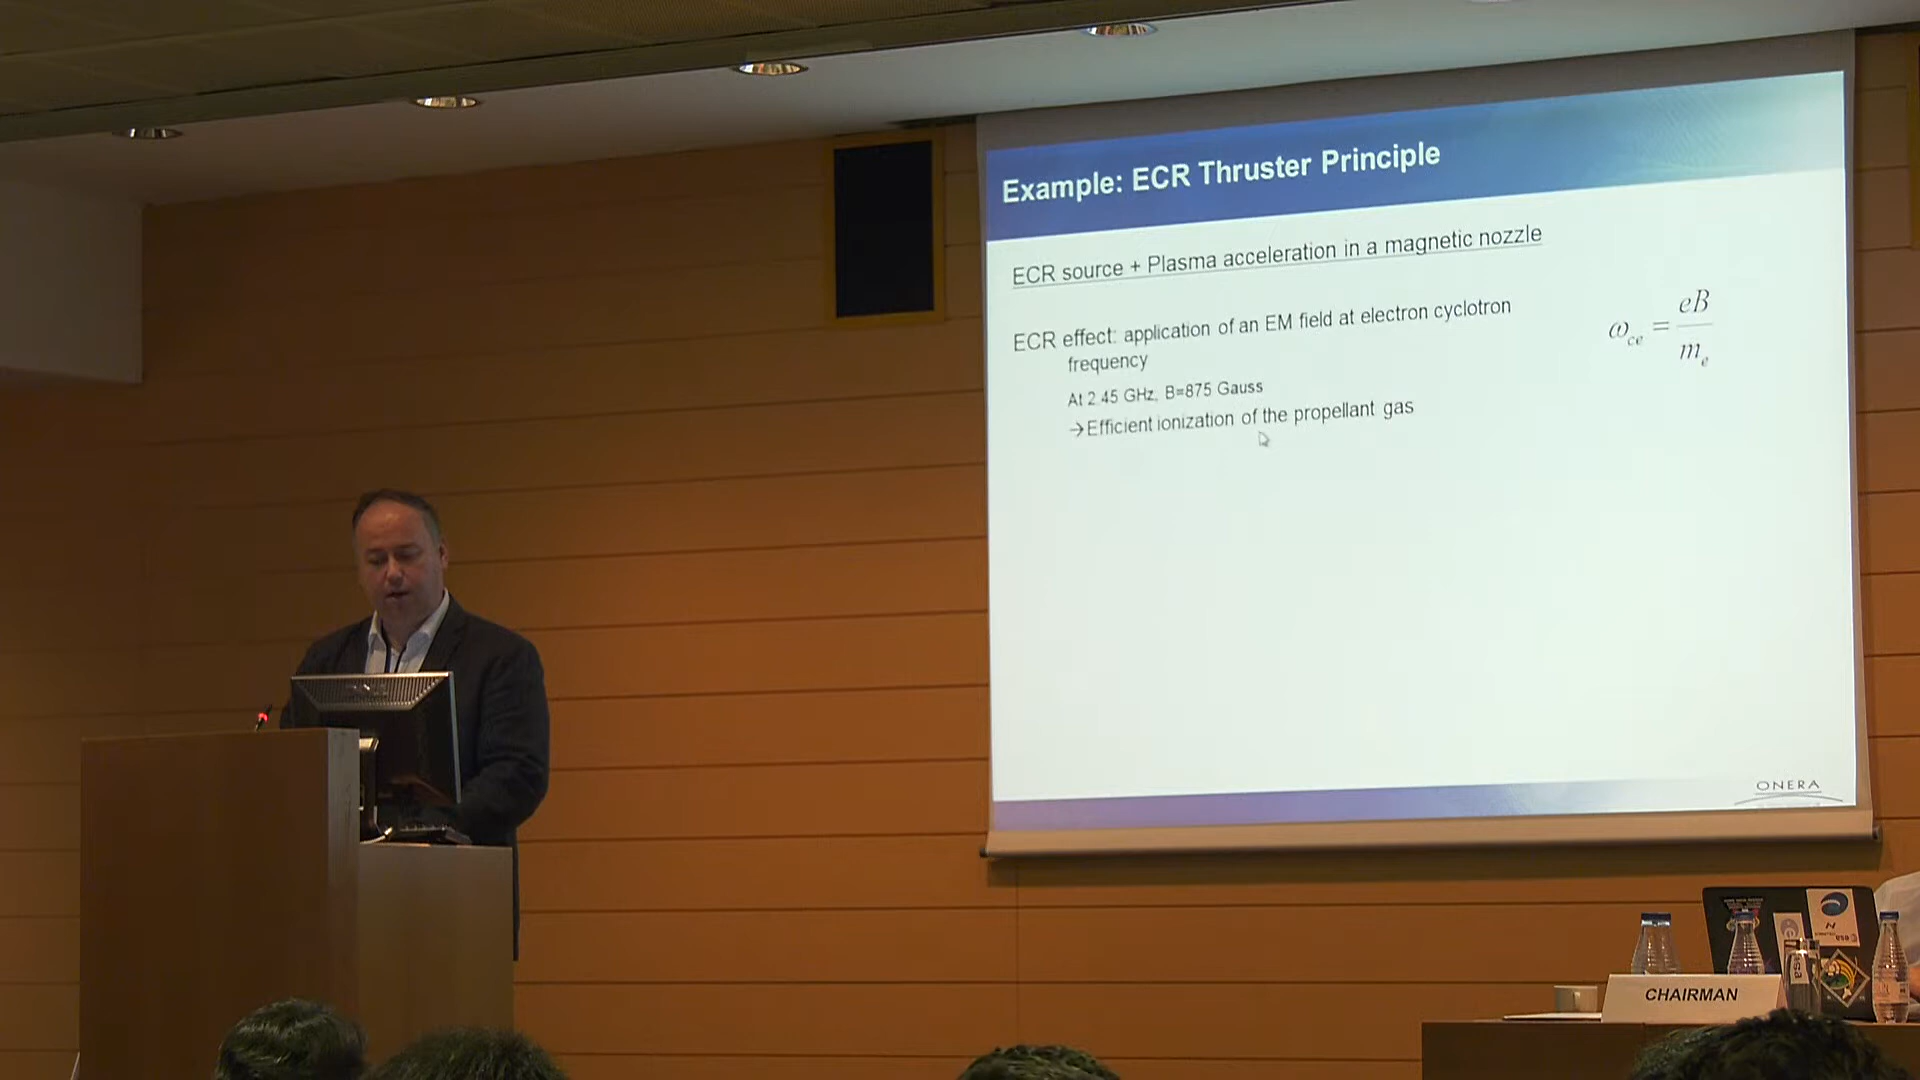 Example: ECR Thruster Principle
ECR source + Plasma acceleration in a magnetic nozzle
ECR effect: application of an EM field at electron cyclotron
frequency
At 2.45 GHz, B=875 Gauss
→Efficient ionization of the propellant gas
ω_ce = eB / m_e
ONERA
CHAIRMAN
esa
esa